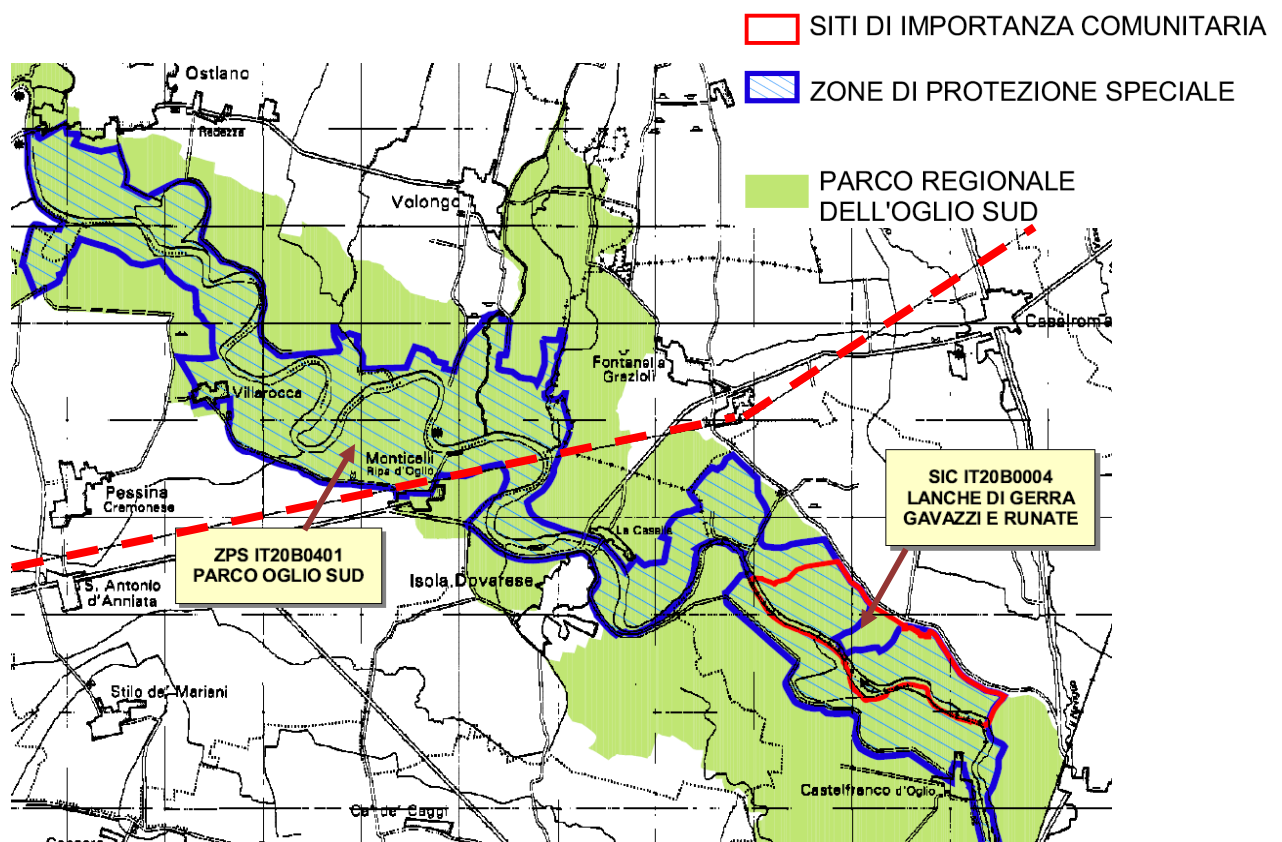 SITI DI IMPORTANZA COMUNITARIA
ZONE DI PROTEZIONE SPECIALE
PARCO REGIONALE
DELL'OGLIO SUD
Ostiano
Redezza
Volongo
Casalroma
Fontanella
Grazioli
Villarocca
Monticelli
Ripa d'Oglio
Pessina
Cremonese
SIC IT20B0004
LANCHE DI GERRA
GAVAZZI E RUNATE
La Casella
ZPS IT20B0401
PARCO OGLIO SUD
Isola Dovarese
S. Antonio
d'Anniata
Stilo de' Mariani
Castelfranco d'Oglio
Ca' de' Caggi